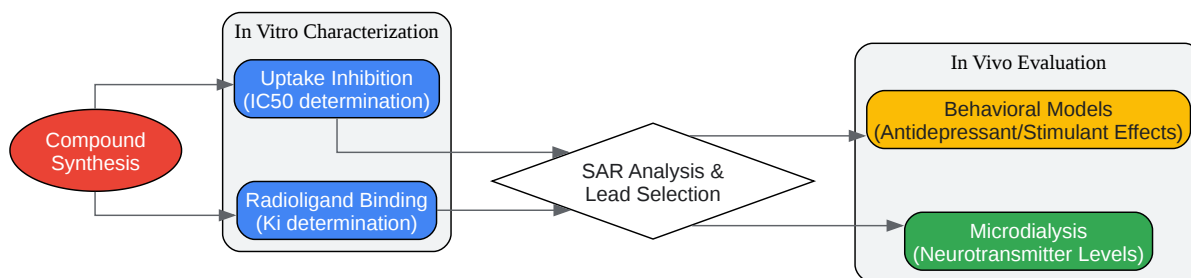 Compound
Synthesis
In Vitro Characterization
Uptake Inhibition
(IC50 determination)
Radioligand Binding
(Ki determination)
SAR Analysis &
Lead Selection
In Vivo Evaluation
Behavioral Models
(Antidepressant/Stimulant Effects)
Microdialysis
(Neurotransmitter Levels)